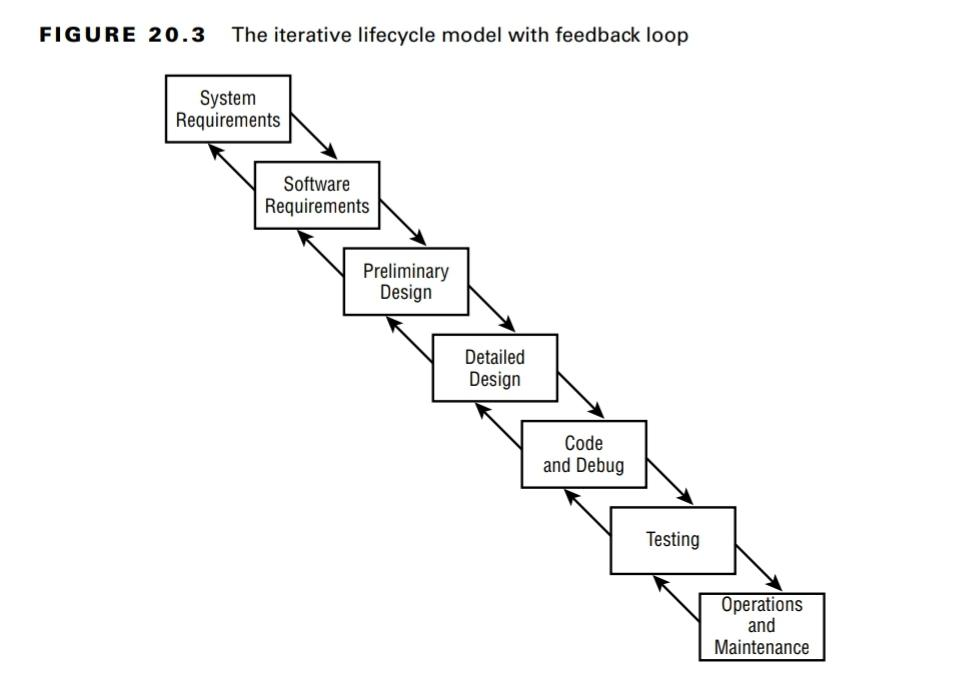 FIGURE 20.3 The iterative lifecycle model with feedback loop
System
Requirements
Software
Requirements
Preliminary
Design
Detailed
Design
Code
and Debug
Testing
Operations
and
Maintenance